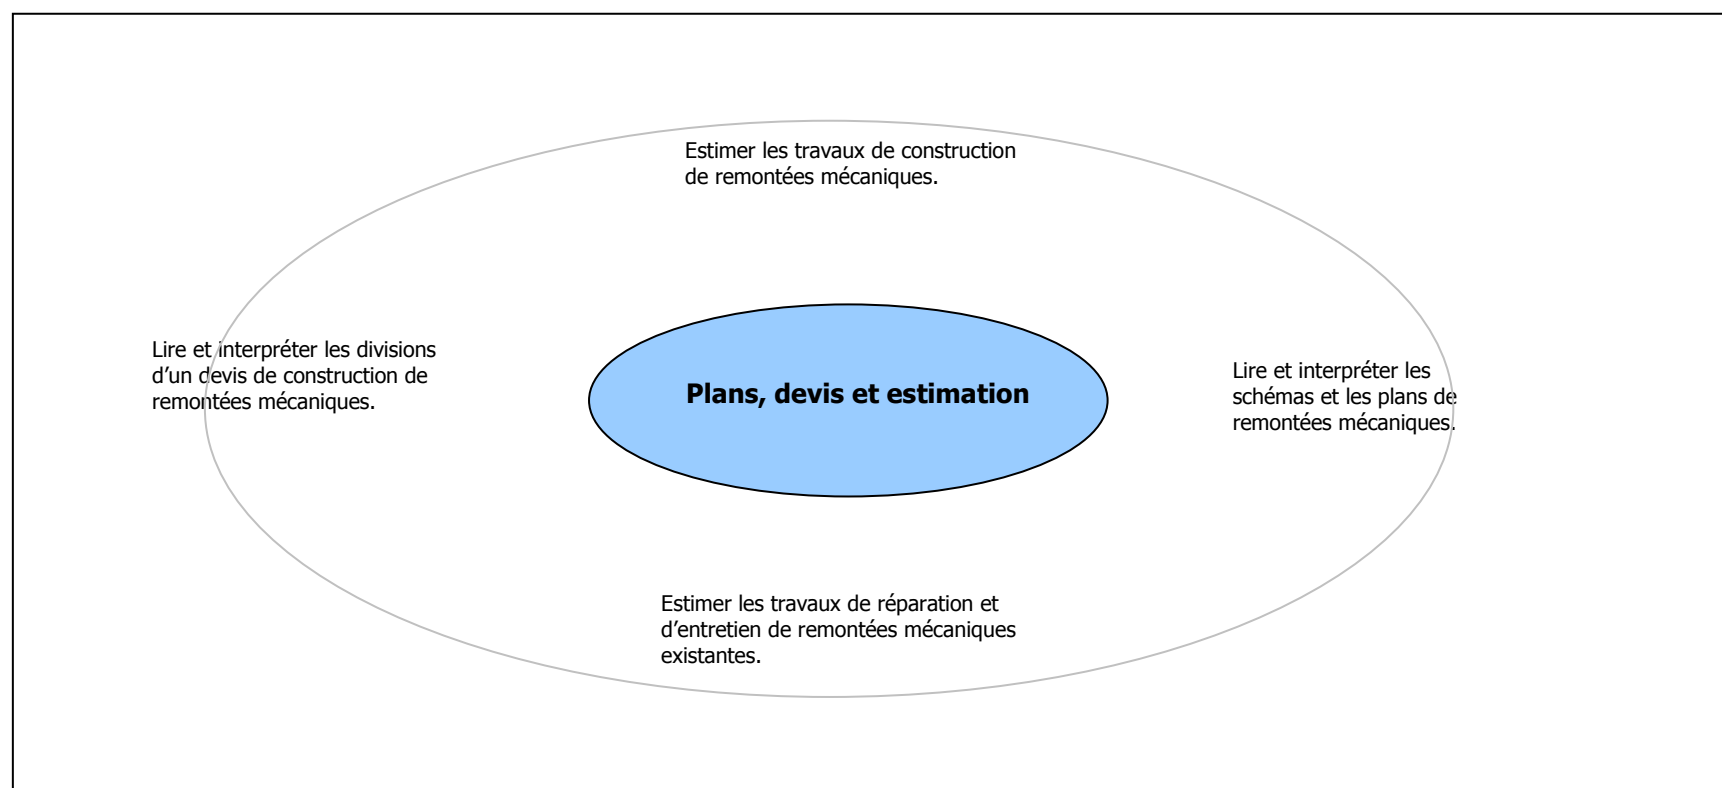 Estimer les travaux de construction
de remontées mécaniques.
Lire et interpréter les divisions
d’un devis de construction de
remontées mécaniques.
Plans, devis et estimation
Lire et interpréter les
schémas et les plans de
remontées mécaniques.
Estimer les travaux de réparation et
d’entretien de remontées mécaniques
existantes.